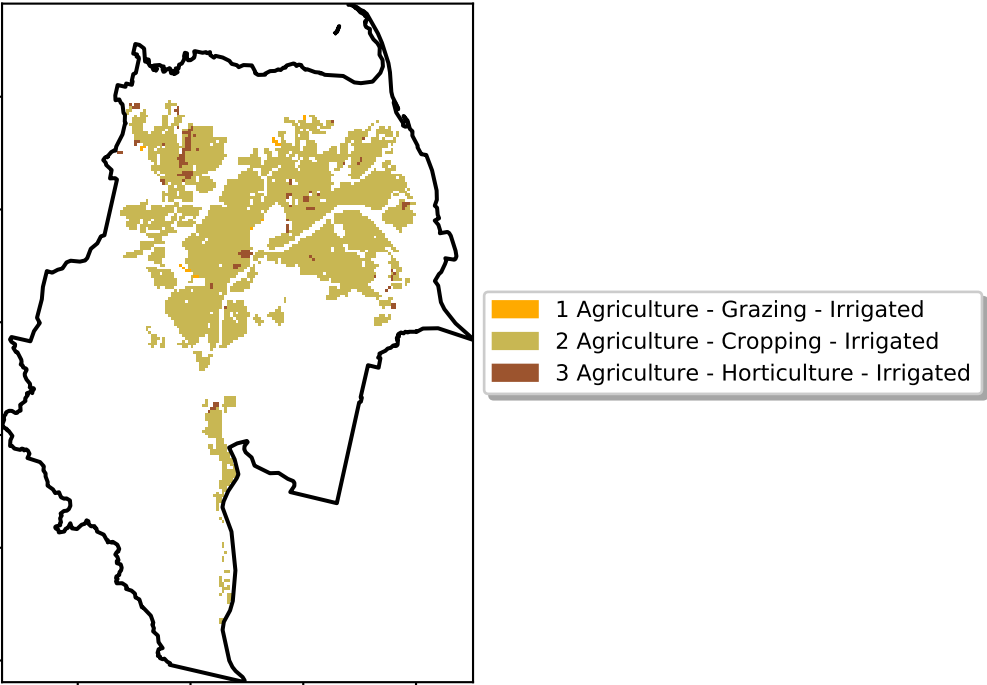 1 Agriculture - Grazing - Irrigated
2 Agriculture - Cropping - Irrigated
3 Agriculture - Horticulture - Irrigated